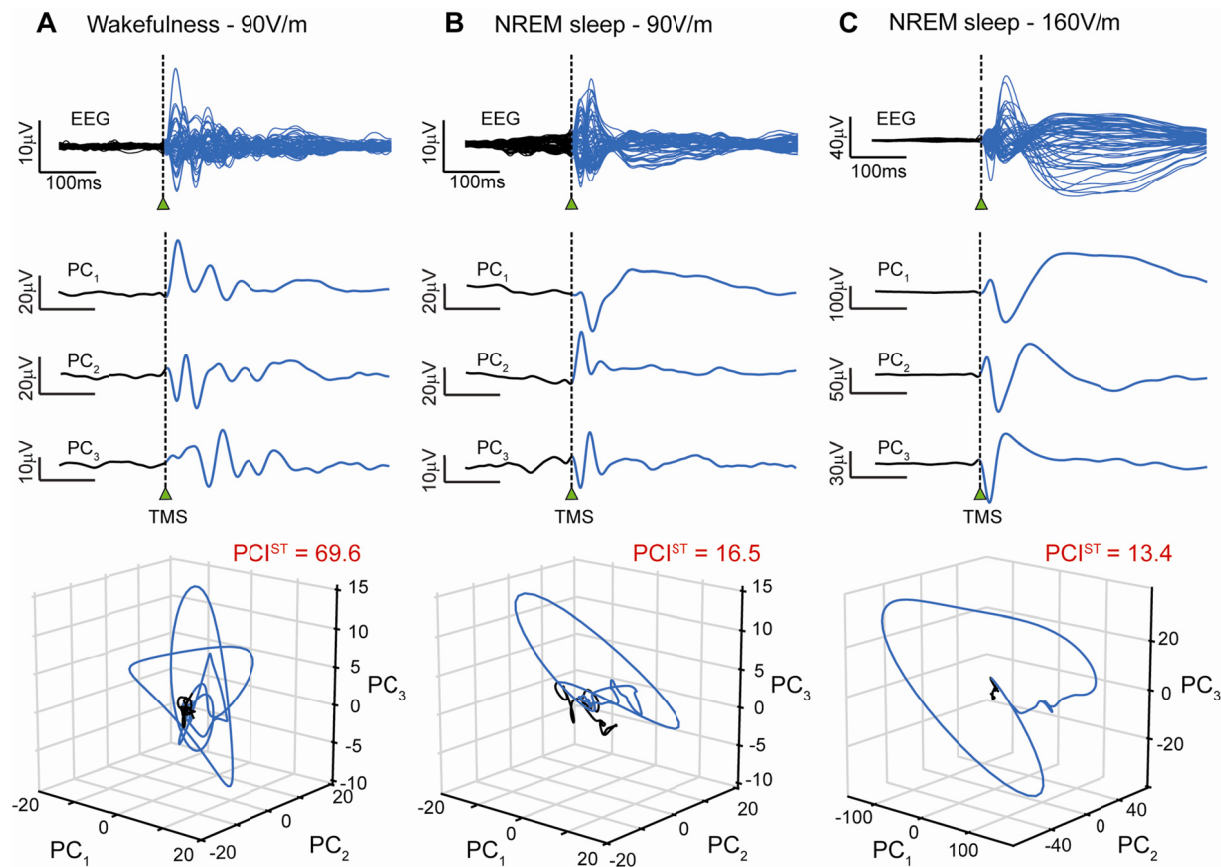 A Wakefulness - 90V/m
EEG
10µV
100ms
PC1
20µV
PC2
20µV
PC3
10µV
TMS
PCIST = 69.6
15
10
5
0
-5
-10
PC3
-20
0
20
PC1
-20
0
20
PC2
B NREM sleep - 90V/m
EEG
10µV
100ms
PC1
20µV
PC2
20µV
PC3
10µV
TMS
PCIST = 16.5
15
10
5
0
-5
-10
PC3
-20
0
20
PC1
-20
0
20
PC2
C NREM sleep - 160V/m
EEG
40µV
100ms
PC1
100µV
PC2
50µV
PC3
30µV
TMS
PCIST = 13.4
20
0
-20
PC3
-100
0
100
PC1
-40
0
40
PC2